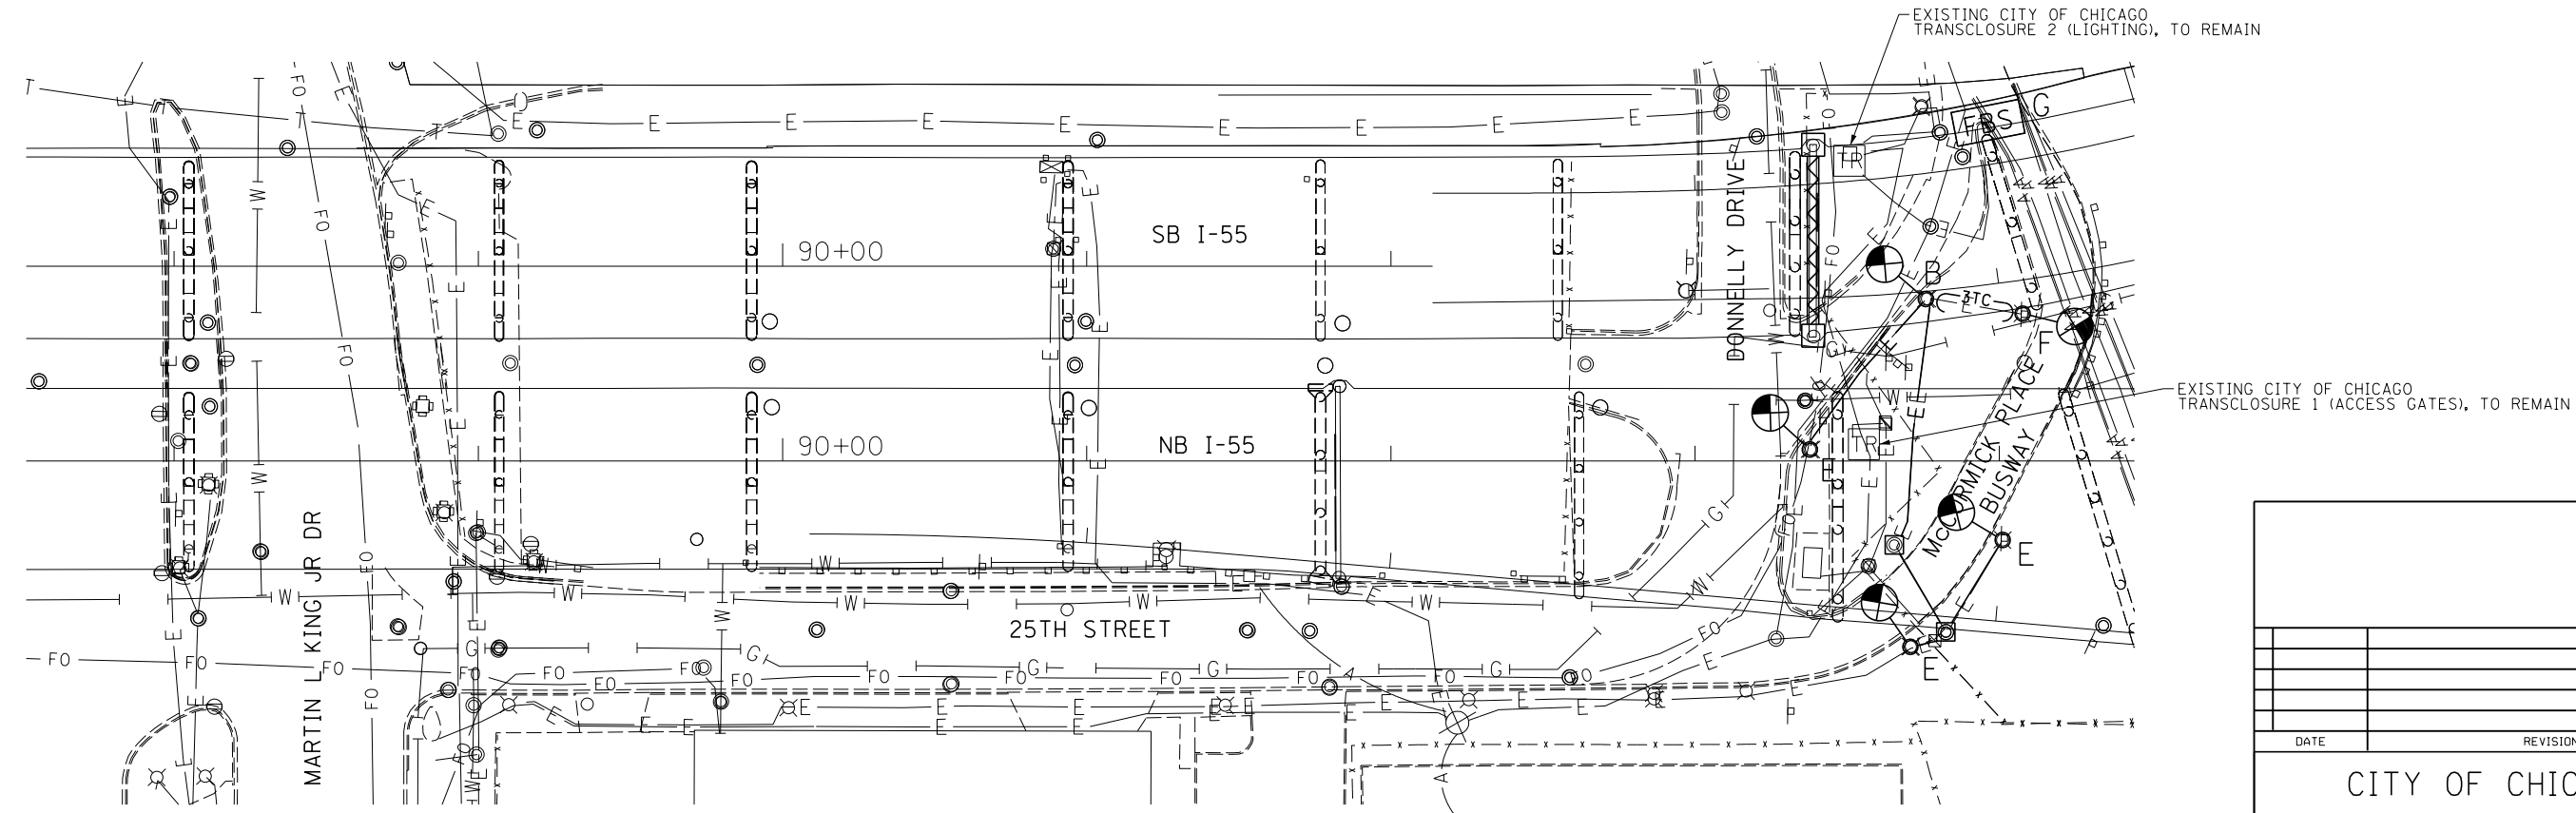 EXISTING CITY OF CHICAGO
TRANSCLOSURE 2 (LIGHTING), TO REMAIN
EBS
TR
DONNELLY DRIVE
SB I-55
90+00
B
3TC
F
EXISTING CITY OF CHICAGO
TRANSCLOSURE 1 (ACCESS GATES), TO REMAIN
NB I-55
90+00
TR
McCORMICK PLACE
BUSWAY
MARTIN L KING JR DR
25TH STREET
E
E
DATE
REVISION
CITY OF CHIC